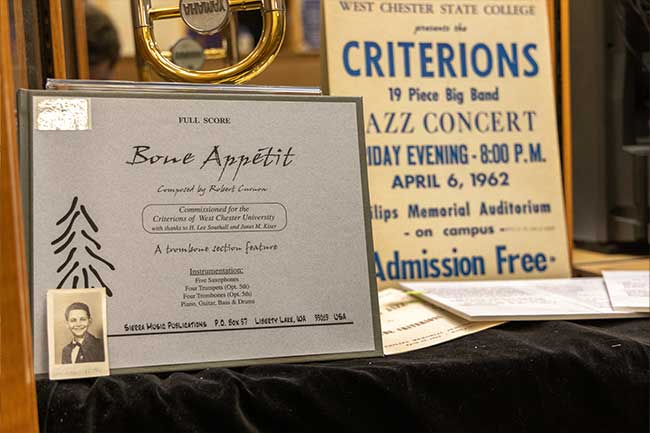 YAMAHA
FULL SCORE
Bone Appétit
Composed by Robert Curnow
Commissioned for the
Criterions of West Chester University
with thanks to H. Lee Southall and Janet M. Kiser
A trombone section feature
Instrumentation:
Five Saxophones
Four Trumpets (Opt. 5th)
Four Trombones (Opt. 5th)
Piano, Guitar, Bass & Drums
Sierra Music Publications P.O. Box 37 Liberty Lake, WA USA
WEST CHESTER STATE COLLEGE
presents the
CRITERIONS
19 Piece Big Band
AZZ CONCERT
IDAY EVENING - 8:00 P.M.
APRIL 6, 1962
ilips Memorial Auditorium
- on campus -
Admission Free